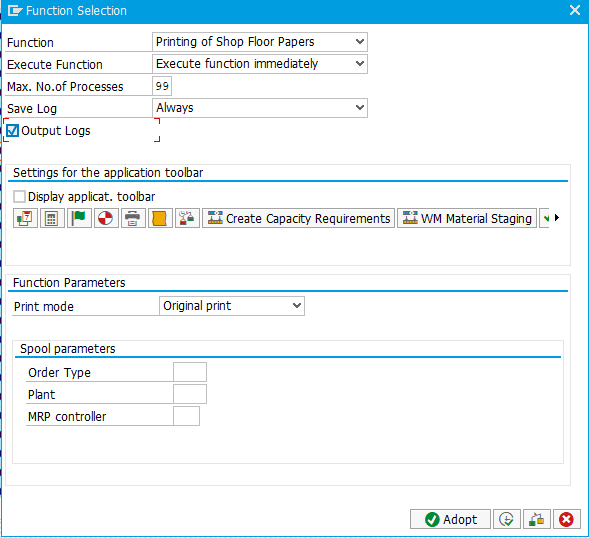 Function Selection
Function Printing of Shop Floor Papers
Execute Function Execute function immediately
Max. No.of Processes 99
Save Log Always
Output Logs
Settings for the application toolbar
Display applicat. toolbar
Create Capacity Requirements WM Material Staging
Function Parameters
Print mode Original print
Spool parameters
Order Type
Plant
MRP controller
Adopt